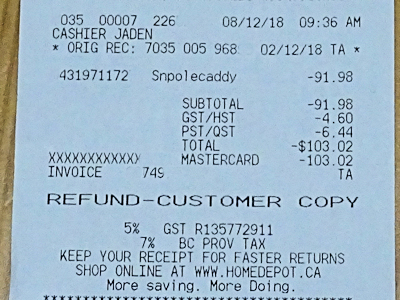 035 00007 226 08/12/18 09:36 AM
CASHIER JADEN
* ORIG REC: 7035 005 968 02/12/18 TA *
431971172 Snpolecaddy -91.98
SUBTOTAL -91.98
GST/HST -4.60
PST/QST -6.44
TOTAL -$103.02
XXXXXXXXXXXX MASTERCARD -103.02
INVOICE 749 TA
REFUND-CUSTOMER COPY
5% GST R135772911
7% BC PROV TAX
KEEP YOUR RECEIPT FOR FASTER RETURNS
SHOP ONLINE AT WWW.HOMEDEPOT.CA
More saving. More Doing.